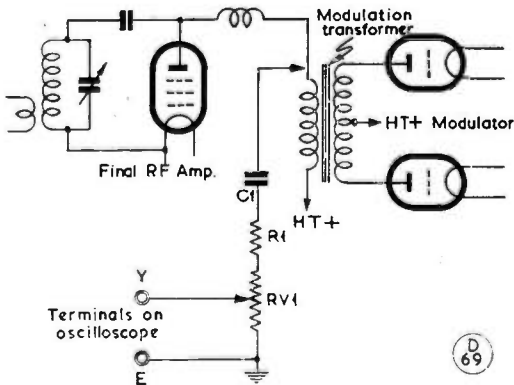 Modulation
transformer
HT+ Modulator
Final RF Amp.
C1
HT+
R1
Y
RV1
Terminals on
oscilloscope
E
D
69